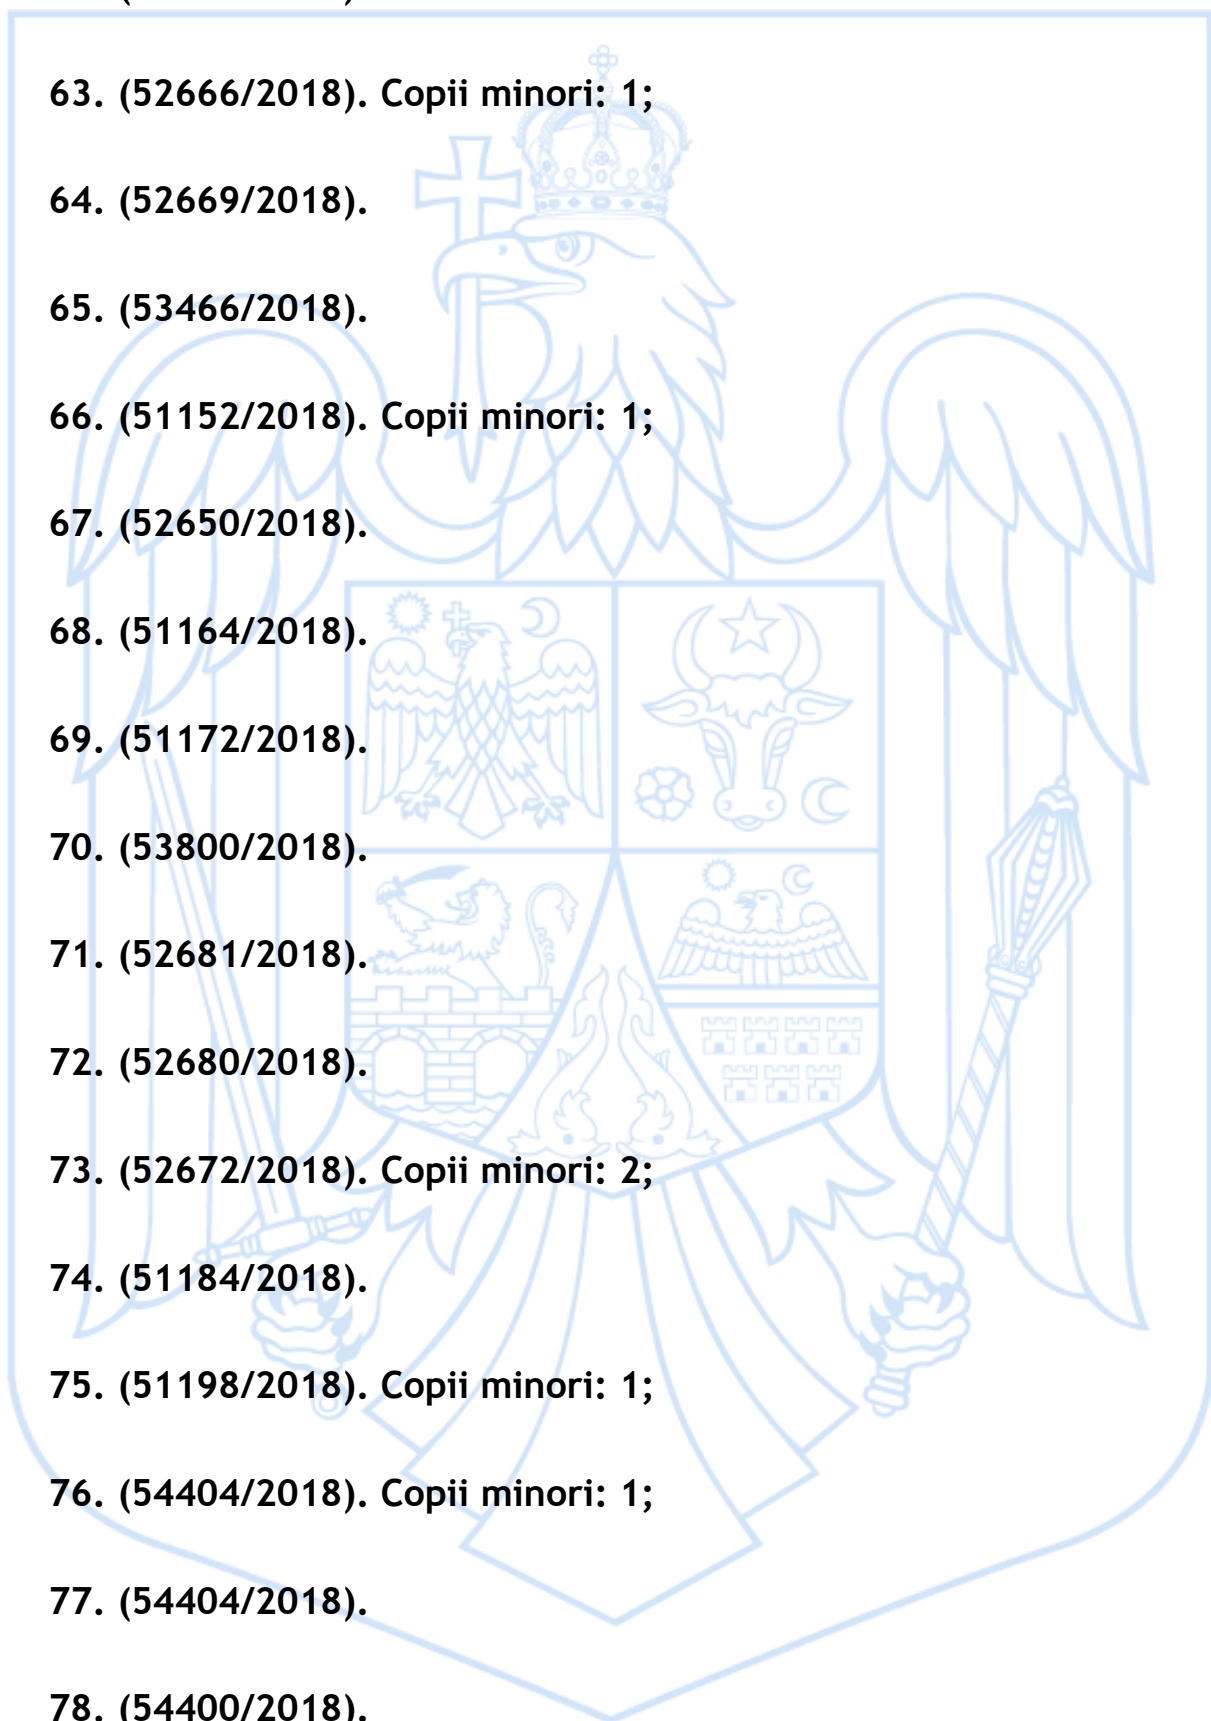 63. (52666/2018). Copii minori: 1;
64. (52669/2018).
65. (53466/2018).
66. (51152/2018). Copii minori: 1;
67. (52650/2018).
68. (51164/2018).
69. (51172/2018).
70. (53800/2018).
71. (52681/2018).
72. (52680/2018).
73. (52672/2018). Copii minori: 2;
74. (51184/2018).
75. (51198/2018). Copii minori: 1;
76. (54404/2018). Copii minori: 1;
77. (54404/2018).
78. (54400/2018).